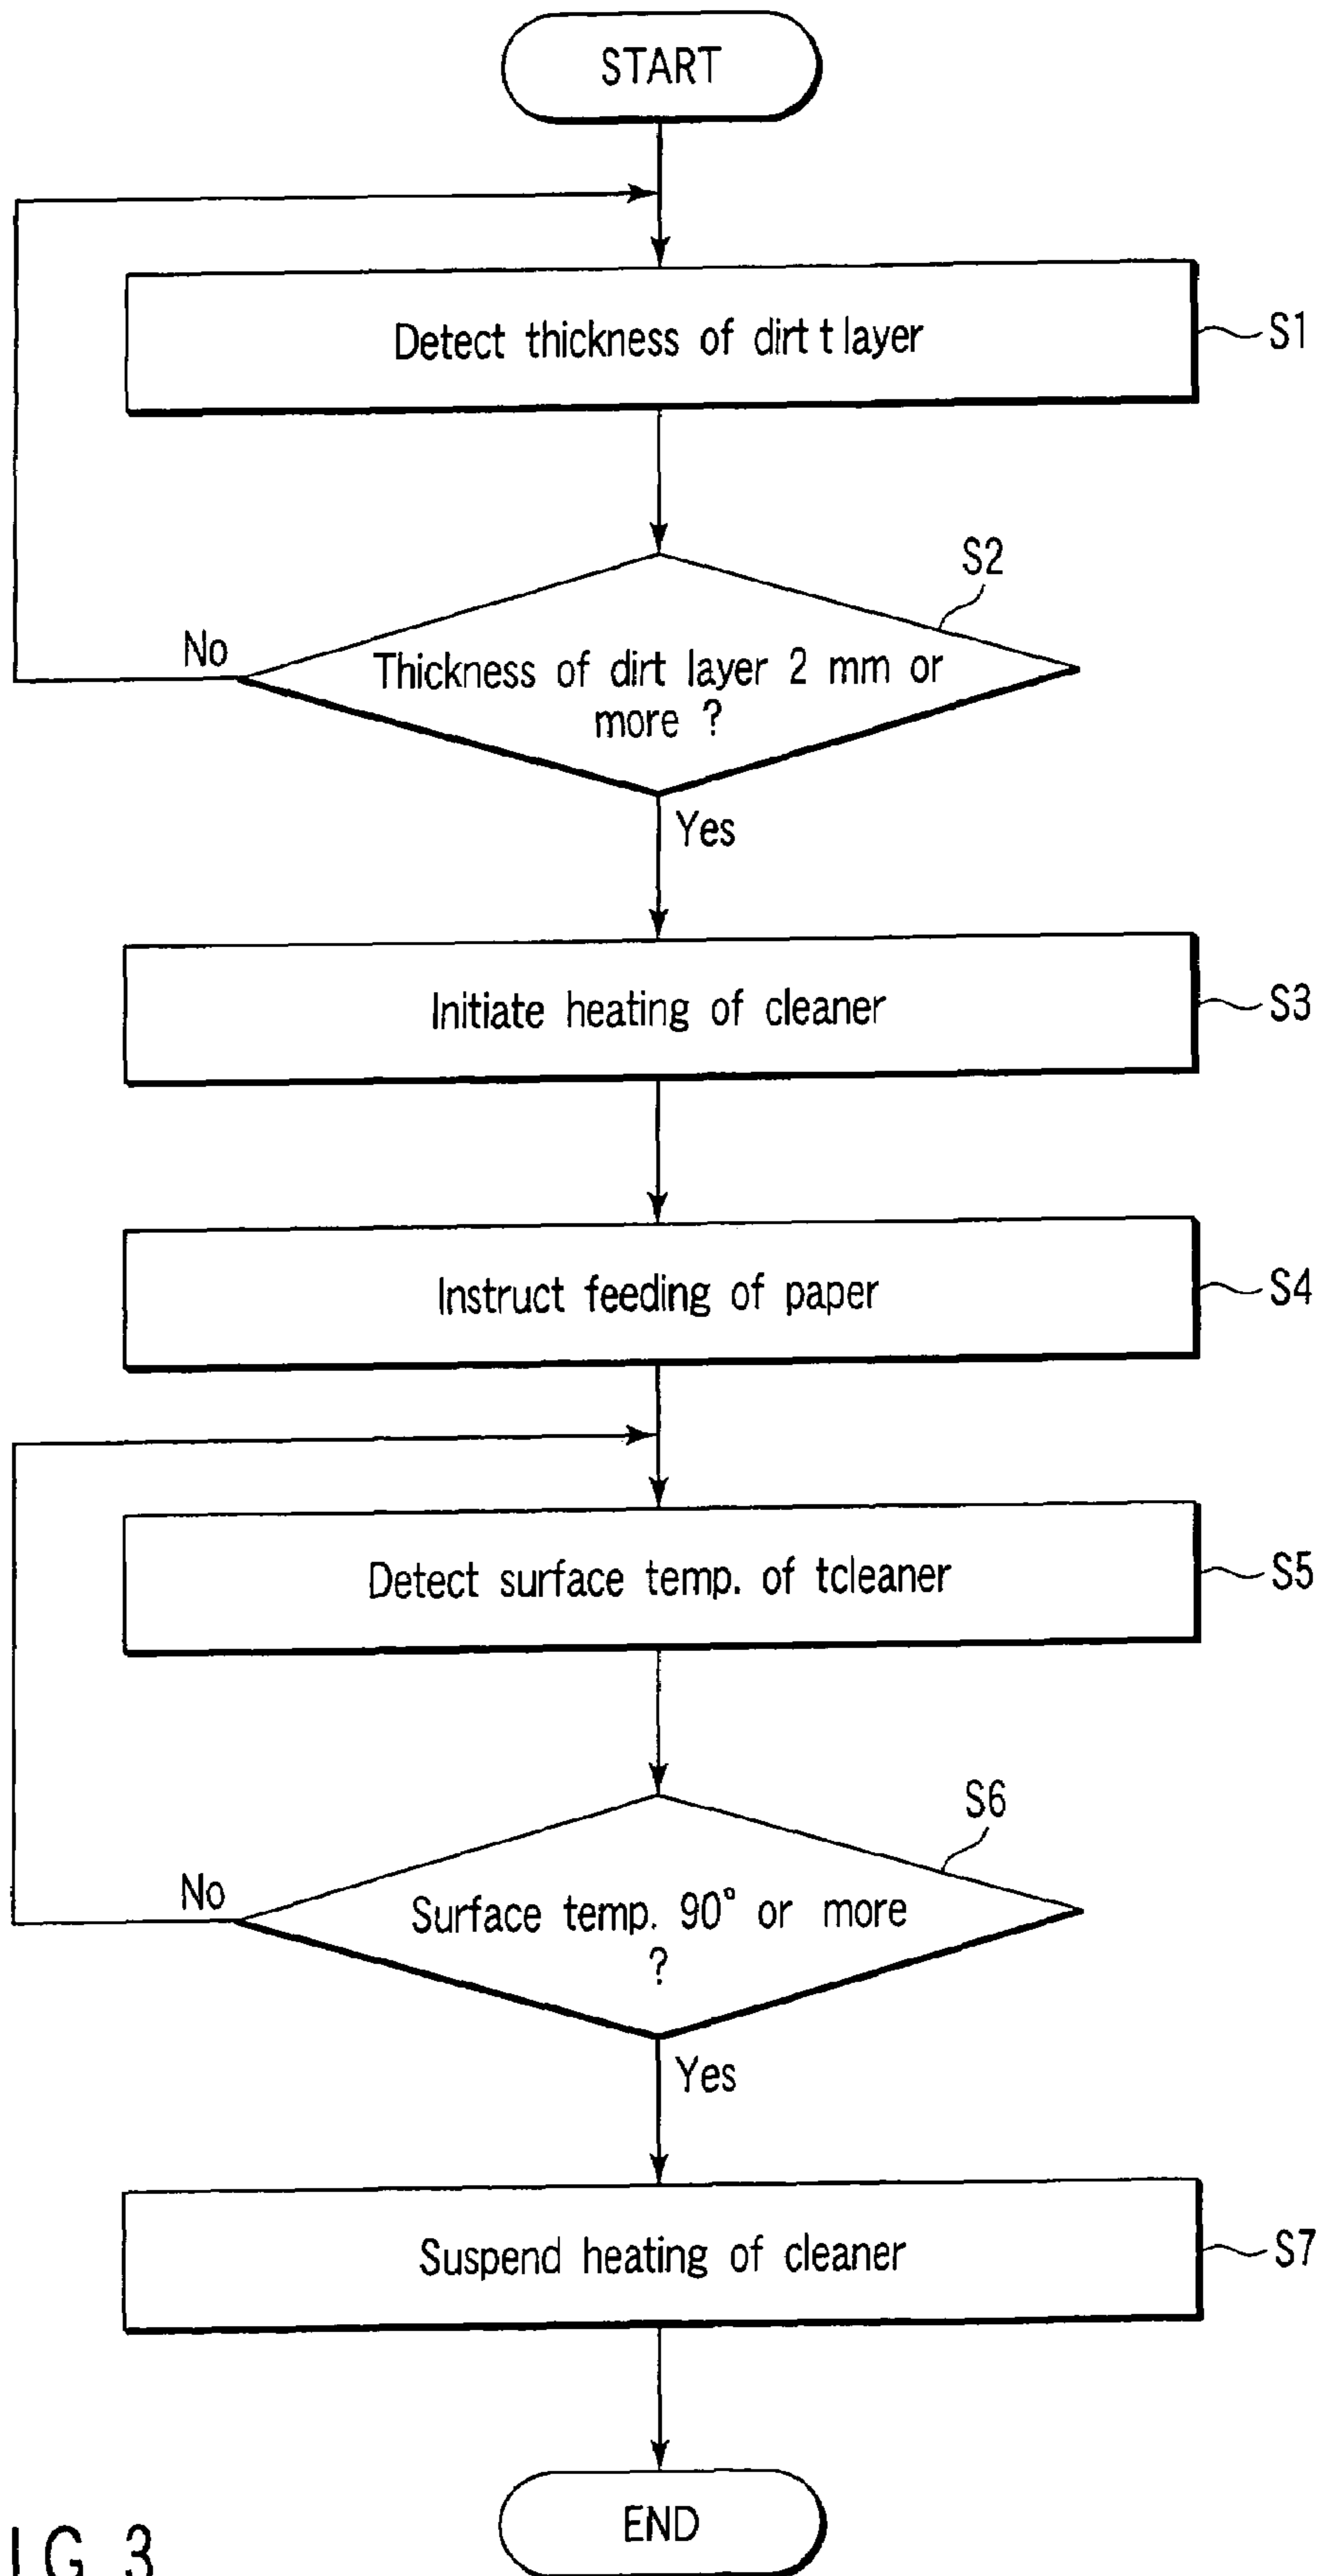 START
Detect thickness of dirt t layer
S1
S2
No
Thickness of dirt layer 2 mm or
more ?
Yes
Initiate heating of cleaner
S3
Instruct feeding of paper
S4
Detect surface temp. of tcleaner
S5
S6
No
Surface temp. 90° or more
?
Yes
Suspend heating of cleaner
S7
END
IG 3